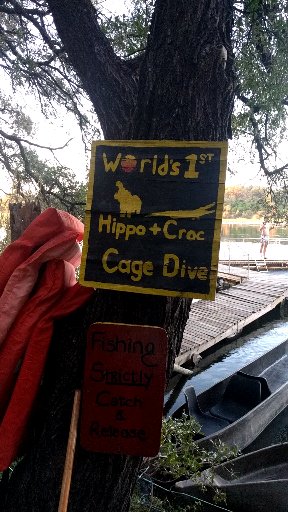 World's 1ST
Hippo + Croc
Cage Dive
Fishing
Strictly
Catch
&
Release